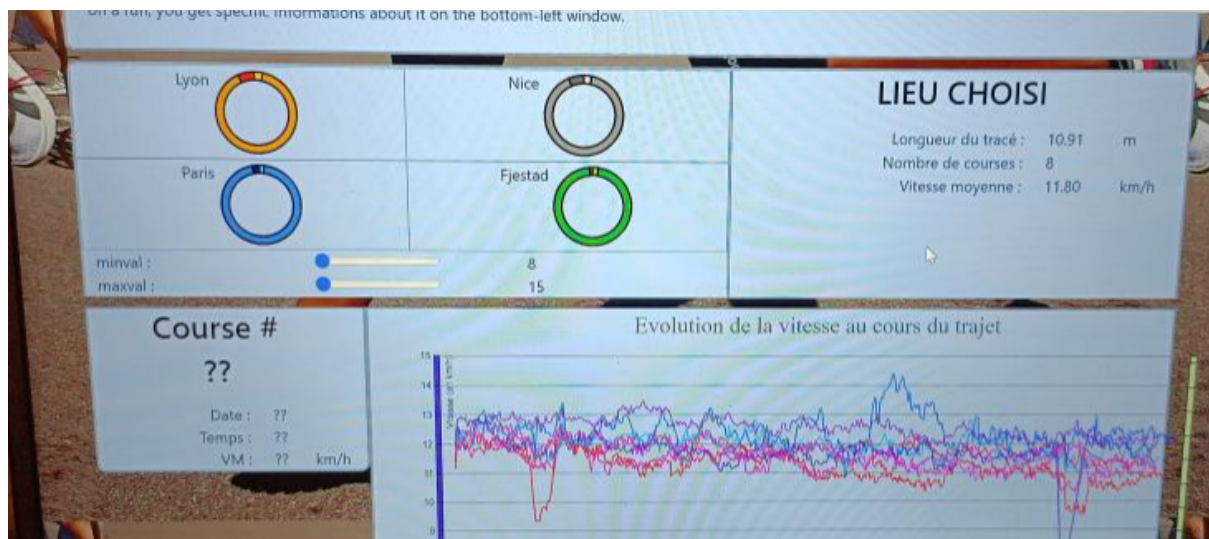 on a run, you get specific informations about it on the bottom-left window.
Lyon
Nice
Paris
Fjestad
minval : 8
maxval : 15
LIEU CHOISI
Longueur du tracé : 10.91 m
Nombre de courses : 8
Vitesse moyenne : 11.80 km/h
Course #
??
Date : ??
Temps : ??
VM : ?? km/h
Evolution de la vitesse au cours du trajet
Vitesse (en km/h)
15
14
13
12
11
10
9